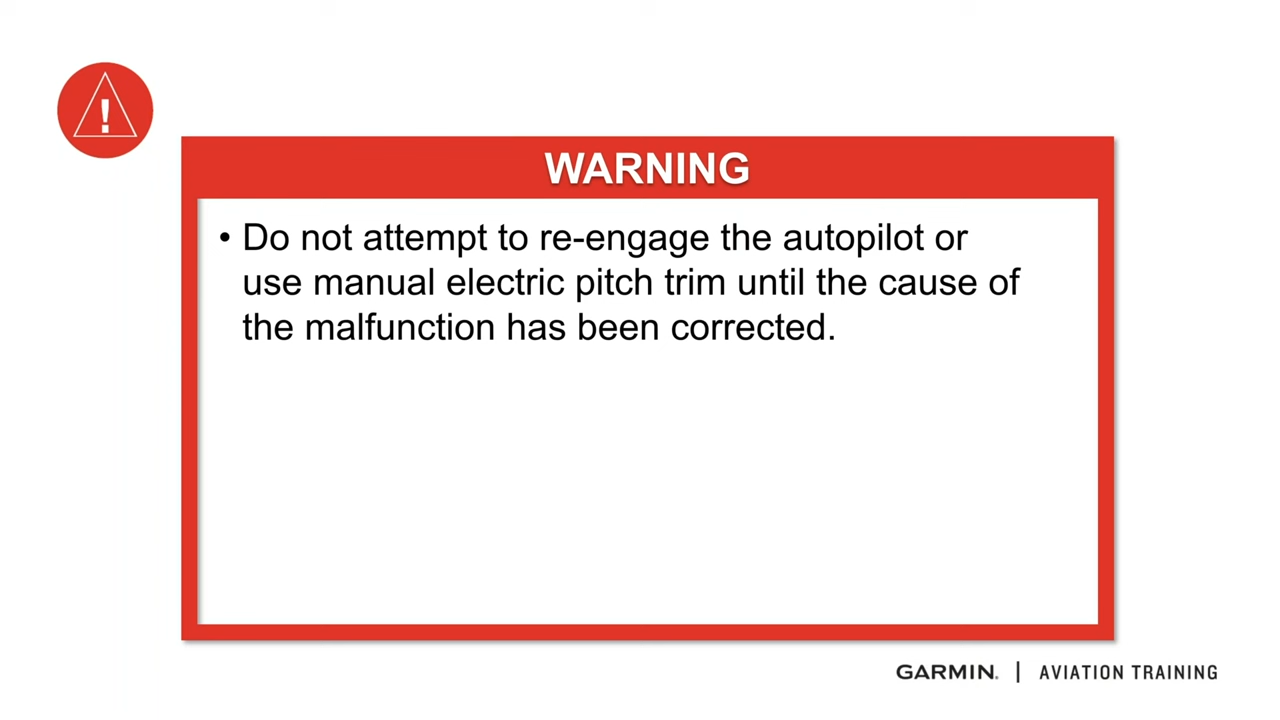 !
WARNING
• Do not attempt to re-engage the autopilot or
use manual electric pitch trim until the cause of
the malfunction has been corrected.
GARMIN. | AVIATION TRAINING